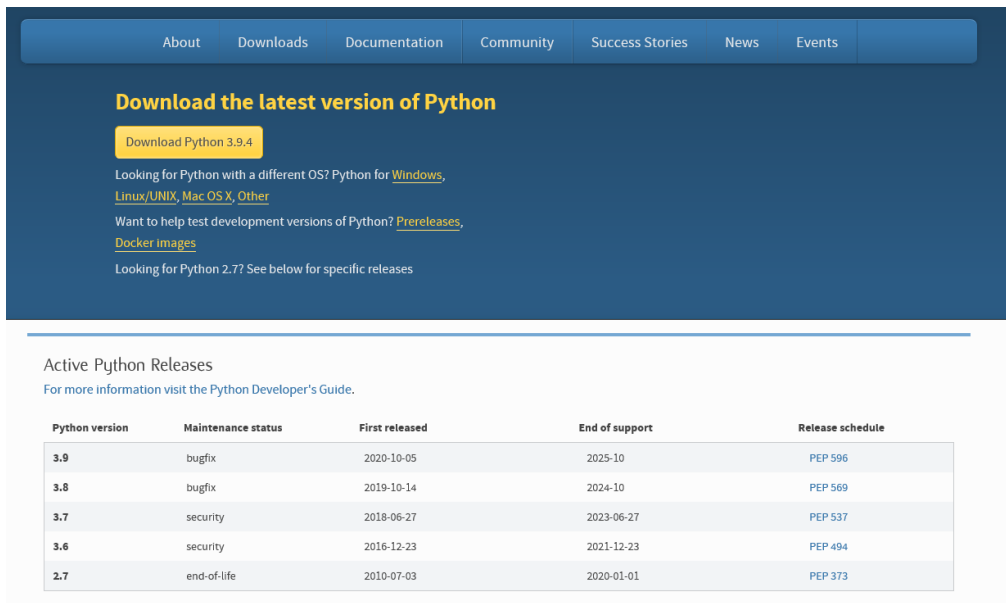 About Downloads Documentation Community Success Stories News Events
Download the latest version of Python
Download Python 3.9.4
Looking for Python with a different OS? Python for Windows,
Linux/UNIX, Mac OS X, Other
Want to help test development versions of Python? Prereleases,
Docker images
Looking for Python 2.7? See below for specific releases
Active Python Releases
For more information visit the Python Developer's Guide.
Python version Maintenance status First released End of support Release schedule
3.9 bugfix 2020-10-05 2025-10 PEP 596
3.8 bugfix 2019-10-14 2024-10 PEP 569
3.7 security 2018-06-27 2023-06-27 PEP 537
3.6 security 2016-12-23 2021-12-23 PEP 494
2.7 end-of-life 2010-07-03 2020-01-01 PEP 373